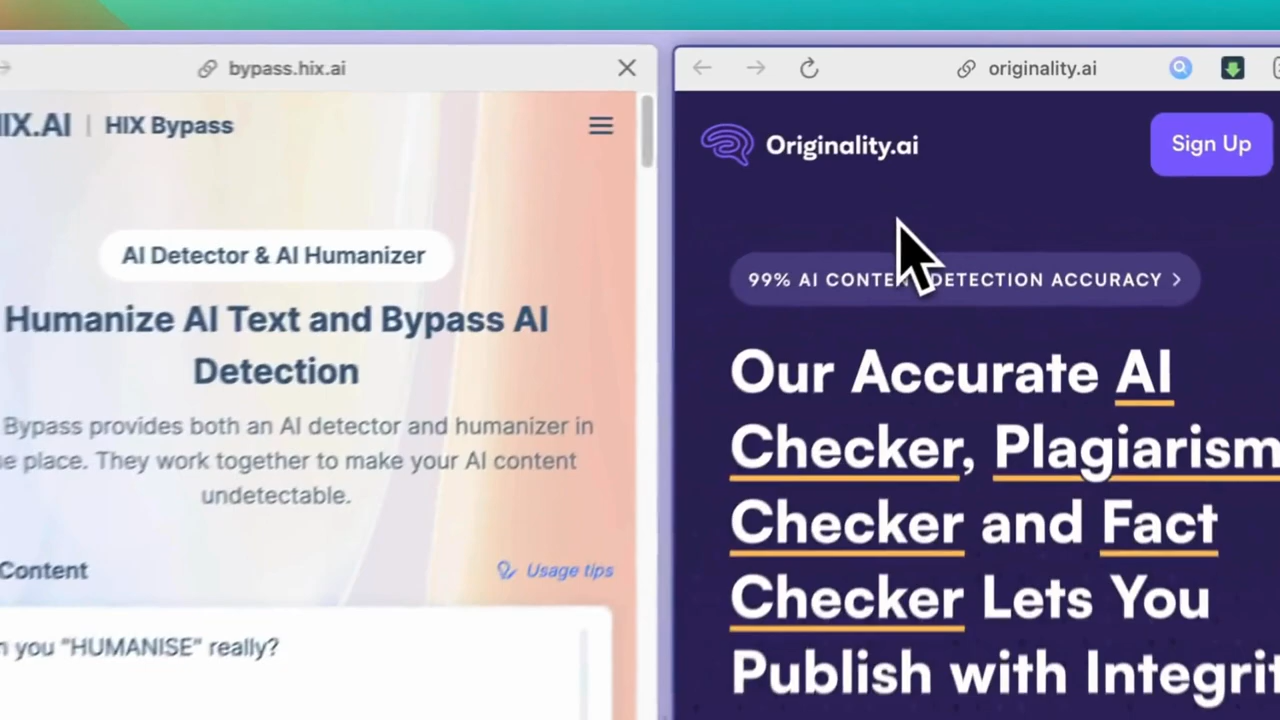 bypass.hix.ai
HIX.AI | HIX Bypass
AI Detector & AI Humanizer
Humanize AI Text and Bypass AI
Detection
Bypass provides both an AI detector and humanizer in
place. They work together to make your AI content
undetectable.
Content
Usage tips
you "HUMANISE" really?
originality.ai
Originality.ai
Sign Up
99% AI CONTENT DETECTION ACCURACY >
Our Accurate AI
Checker, Plagiarism
Checker and Fact
Checker Lets You
Publish with Integrit